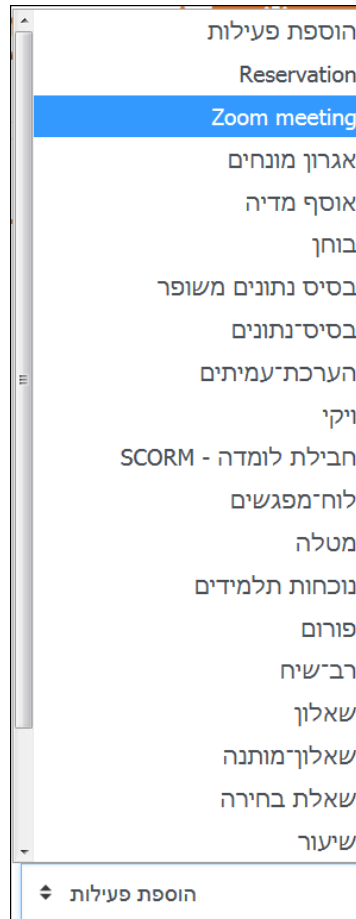 הוספת פעילות
Reservation
Zoom meeting
אגרון מונחים
אוסף מדיה
בוחן
בסיס נתונים משופר
בסיס־נתונים
הערכת־עמיתים
ויקי
חבילת לומדה - SCORM
לוח־מפגשים
מטלה
נוכחות תלמידים
פורום
רב־שיח
שאלון
שאלון־מותנה
שאלת בחירה
שיעור
הוספת פעילות